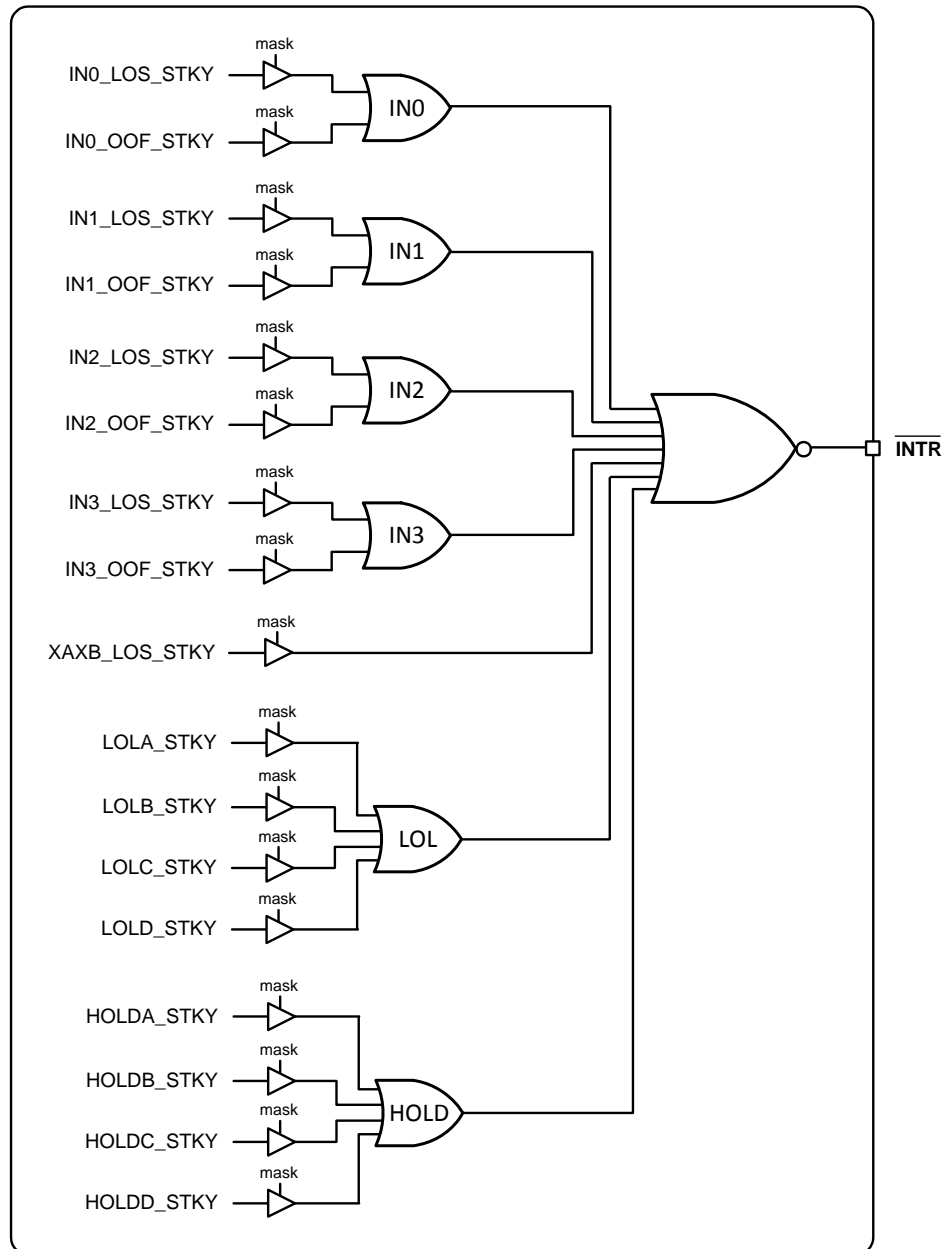 mask
IN0_LOS_STKY
IN0
mask
IN0_OOF_STKY
mask
IN1_LOS_STKY
IN1
mask
IN1_OOF_STKY
mask
IN2_LOS_STKY
IN2
mask
IN2_OOF_STKY
INTR
mask
IN3_LOS_STKY
IN3
mask
IN3_OOF_STKY
mask
XAXB_LOS_STKY
mask
LOLA_STKY
mask
LOLB_STKY
LOL
mask
LOLC_STKY
mask
LOLD_STKY
mask
HOLDA_STKY
mask
HOLDB_STKY
HOLD
mask
HOLDC_STKY
mask
HOLDD_STKY